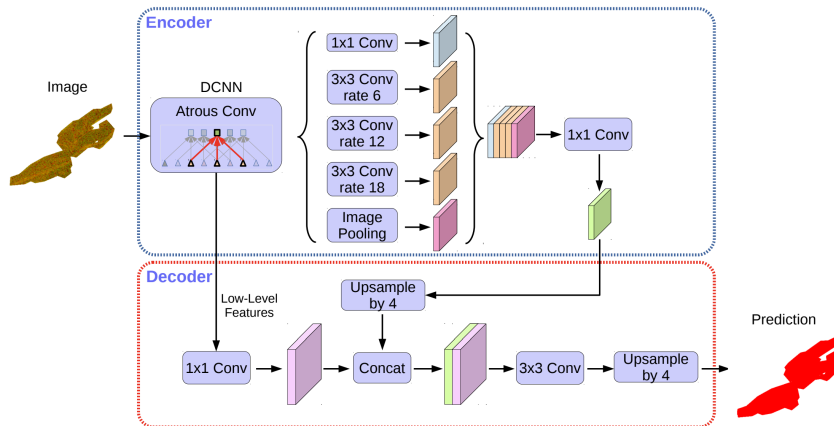 Encoder
Image
DCNN
Atrous Conv
1x1 Conv
3x3 Conv
rate 6
3x3 Conv
rate 12
3x3 Conv
rate 18
Image
Pooling
1x1 Conv
Decoder
Low-Level
Features
Upsample
by 4
1x1 Conv
Concat
3x3 Conv
Upsample
by 4
Prediction